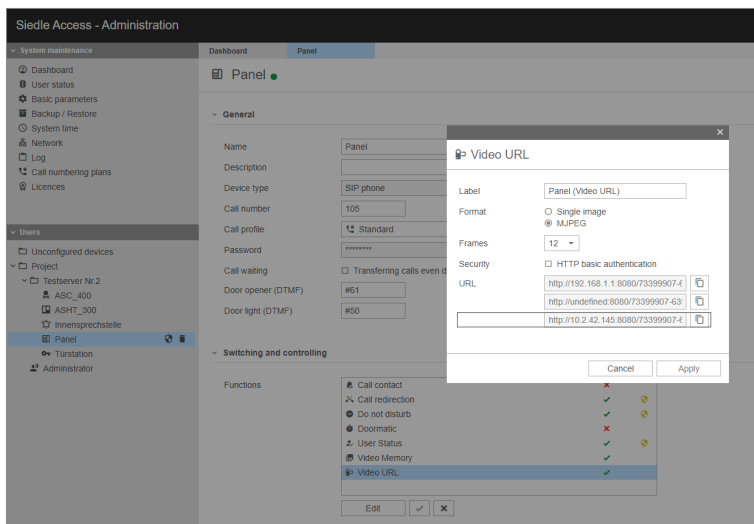 Siedle Access - Administration
System maintenance
Dashboard
User status
Basic parameters
Backup / Restore
System time
Network
Log
Call numbering plans
Licences
Users
Unconfigured devices
Project
Testserver Nr.2
ASC_400
ASHT_300
Innensprechstelle
Panel
Türstation
Administrator
Dashboard Panel
Panel
General
Name Panel
Description
Device type SIP phone
Call number 105
Call profile Standard
Password ********
Call waiting Transferring calls even d
Door opener (DTMF) #61
Door light (DTMF) #50
Switching and controlling
Functions Call contact
Call redirection
Do not disturb
Doormatic
User Status
Video Memory
Video URL
Edit
Video URL
Label Panel (Video URL)
Format Single image
MJPEG
Frames 12
Security HTTP basic authentication
URL http://192.168.1.1:8080/73399907-6
http://undefined:8080/73399907-63
http://10.2.42.145:8080/73399907-6
Cancel Apply